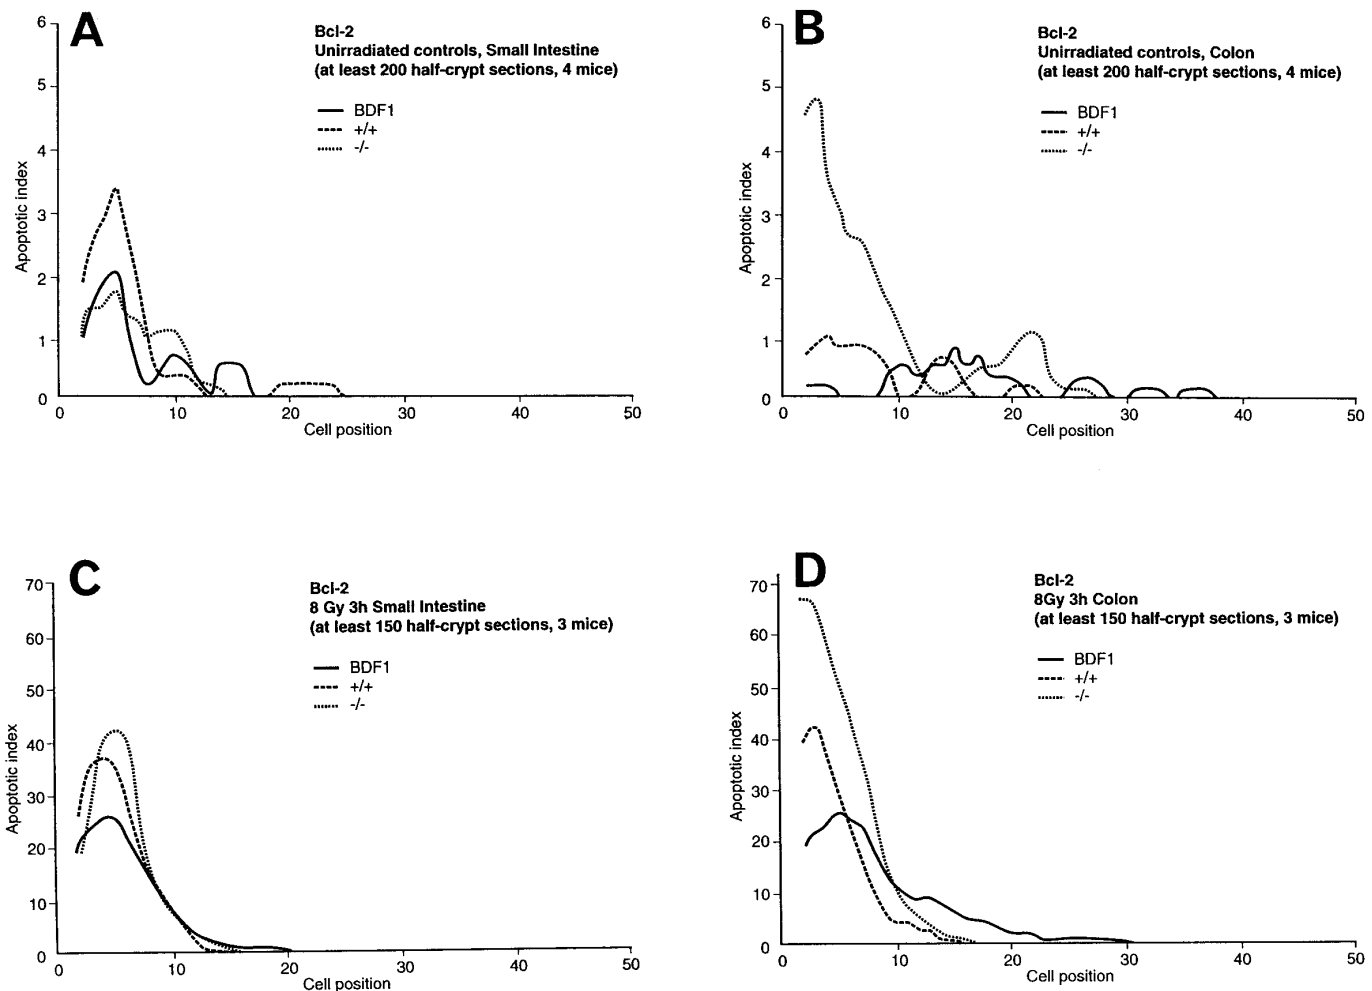 A
Bcl-2
Unirradiated controls, Small Intestine
(at least 200 half-crypt sections, 4 mice)
BDF1
+/+
-/-
Apoptotic index
6
5
4
3
2
1
0
0 10 20 30 40 50
Cell position
B
Bcl-2
Unirradiated controls, Colon
(at least 200 half-crypt sections, 4 mice)
BDF1
+/+
-/-
Apoptotic index
6
5
4
3
2
1
0
0 10 20 30 40 50
Cell position
C
Bcl-2
8 Gy 3h Small Intestine
(at least 150 half-crypt sections, 3 mice)
BDF1
+/+
-/-
Apoptotic index
70
60
50
40
30
20
10
0
0 10 20 30 40 50
Cell position
D
Bcl-2
8Gy 3h Colon
(at least 150 half-crypt sections, 3 mice)
BDF1
+/+
-/-
Apoptotic index
70
60
50
40
30
20
10
0
0 10 20 30 40 50
Cell position